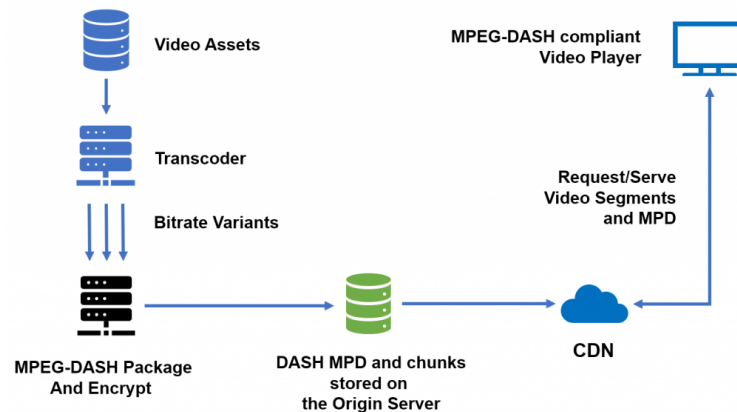 Video Assets
MPEG-DASH compliant
Video Player
Transcoder
Request/Serve
Video Segments
and MPD
Bitrate Variants
MPEG-DASH Package
And Encrypt
DASH MPD and chunks
stored on
the Origin Server
CDN